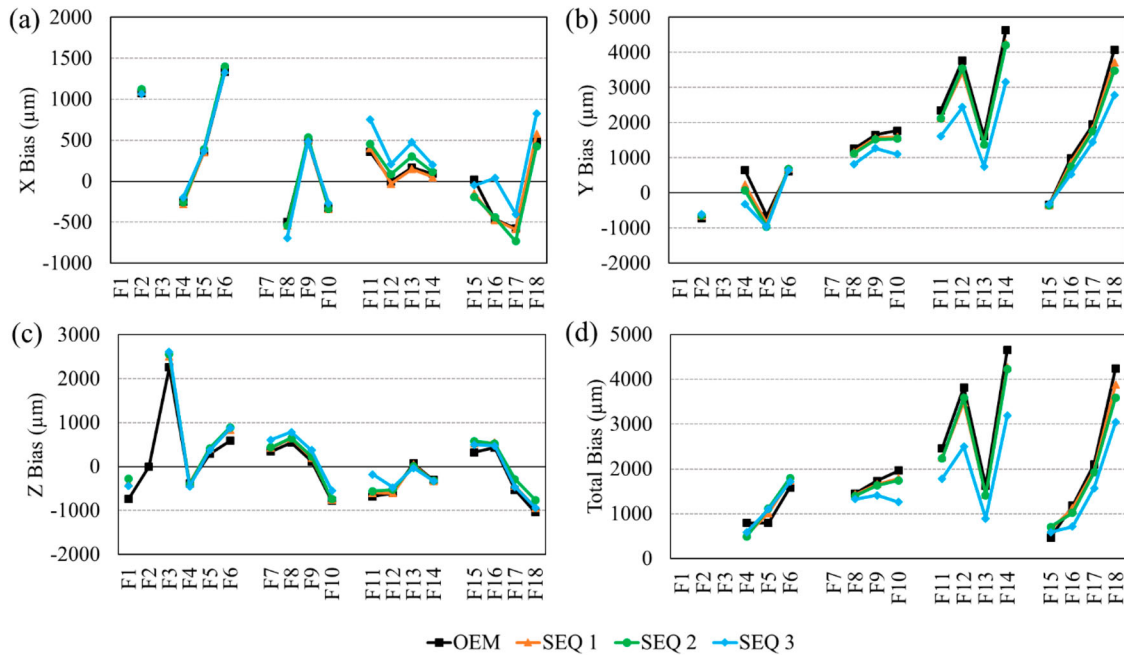 (a)
2000
1500
1000
500
0
-500
-1000
X Bias (µm)
F1 F2 F3 F4 F5 F6 F7 F8 F9 F10 F11 F12 F13 F14 F15 F16 F17 F18
(b)
5000
4000
3000
2000
1000
0
-1000
-2000
Y Bias (µm)
F1 F2 F3 F4 F5 F6 F7 F8 F9 F10 F11 F12 F13 F14 F15 F16 F17 F18
(c)
3000
2000
1000
0
-1000
-2000
Z Bias (µm)
F1 F2 F3 F4 F5 F6 F7 F8 F9 F10 F11 F12 F13 F14 F15 F16 F17 F18
(d)
5000
4000
3000
2000
1000
0
Total Bias (µm)
F1 F2 F3 F4 F5 F6 F7 F8 F9 F10 F11 F12 F13 F14 F15 F16 F17 F18
OEM SEQ 1 SEQ 2 SEQ 3